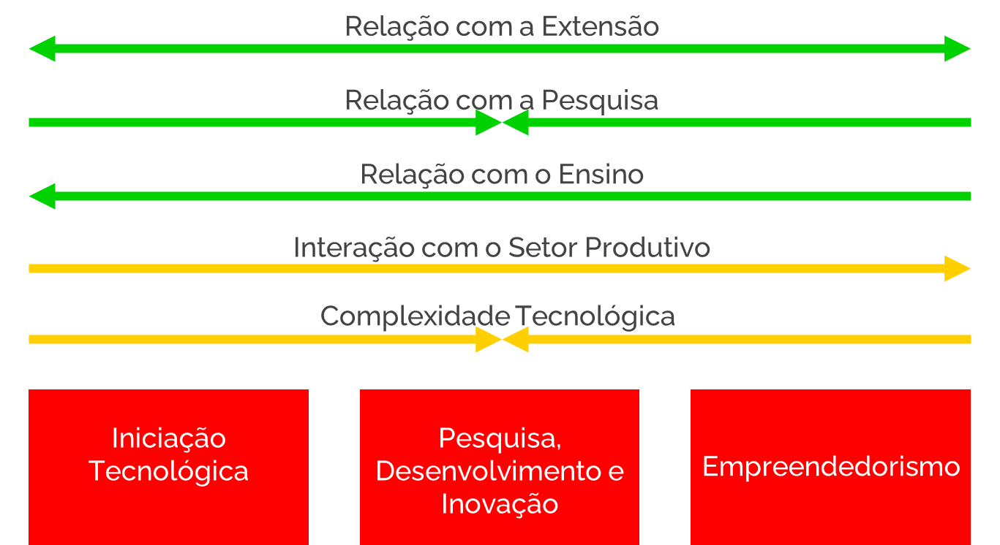 Relação com a Extensão
Relação com a Pesquisa
Relação com o Ensino
Interação com o Setor Produtivo
Complexidade Tecnológica
Iniciação
Tecnológica
Pesquisa,
Desenvolvimento e
Inovação
Empreendedorismo